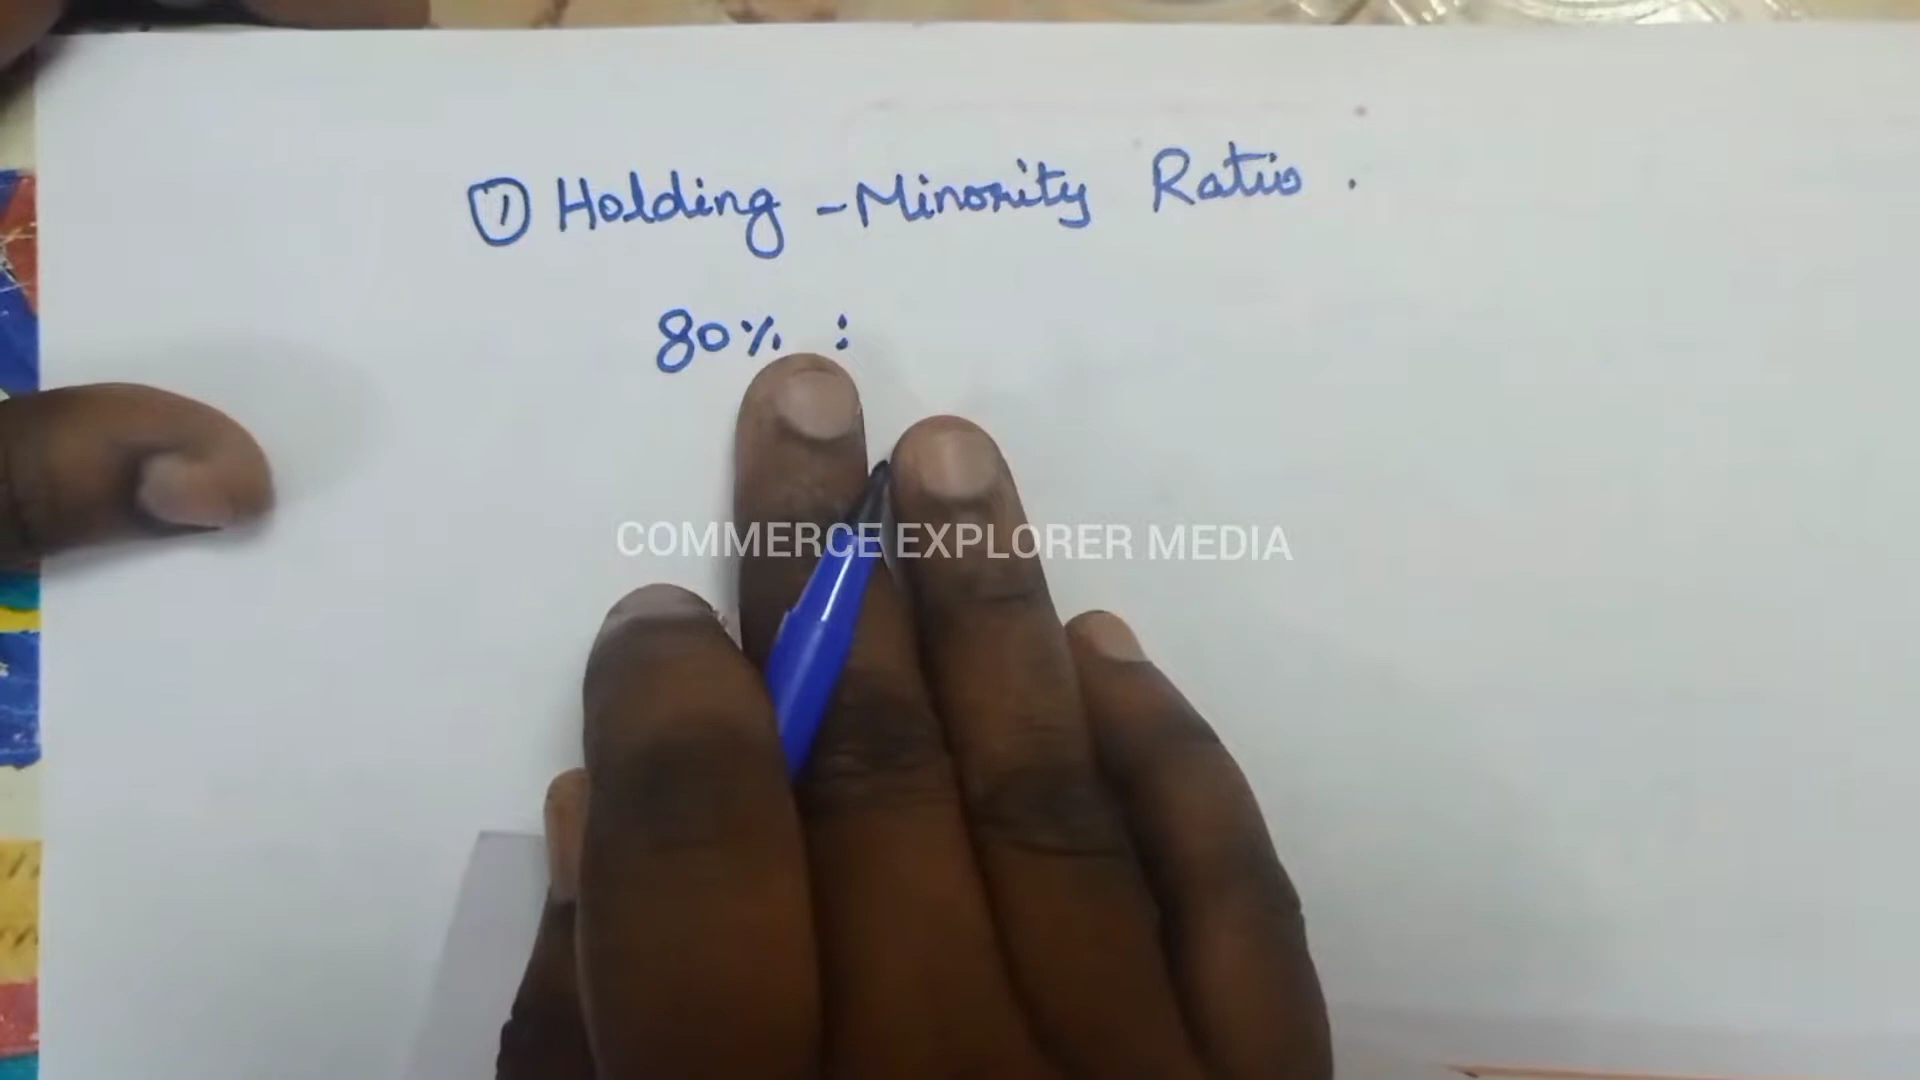 ① Holding - Minority Ratio .
80% :
COMMERCE EXPLORER MEDIA